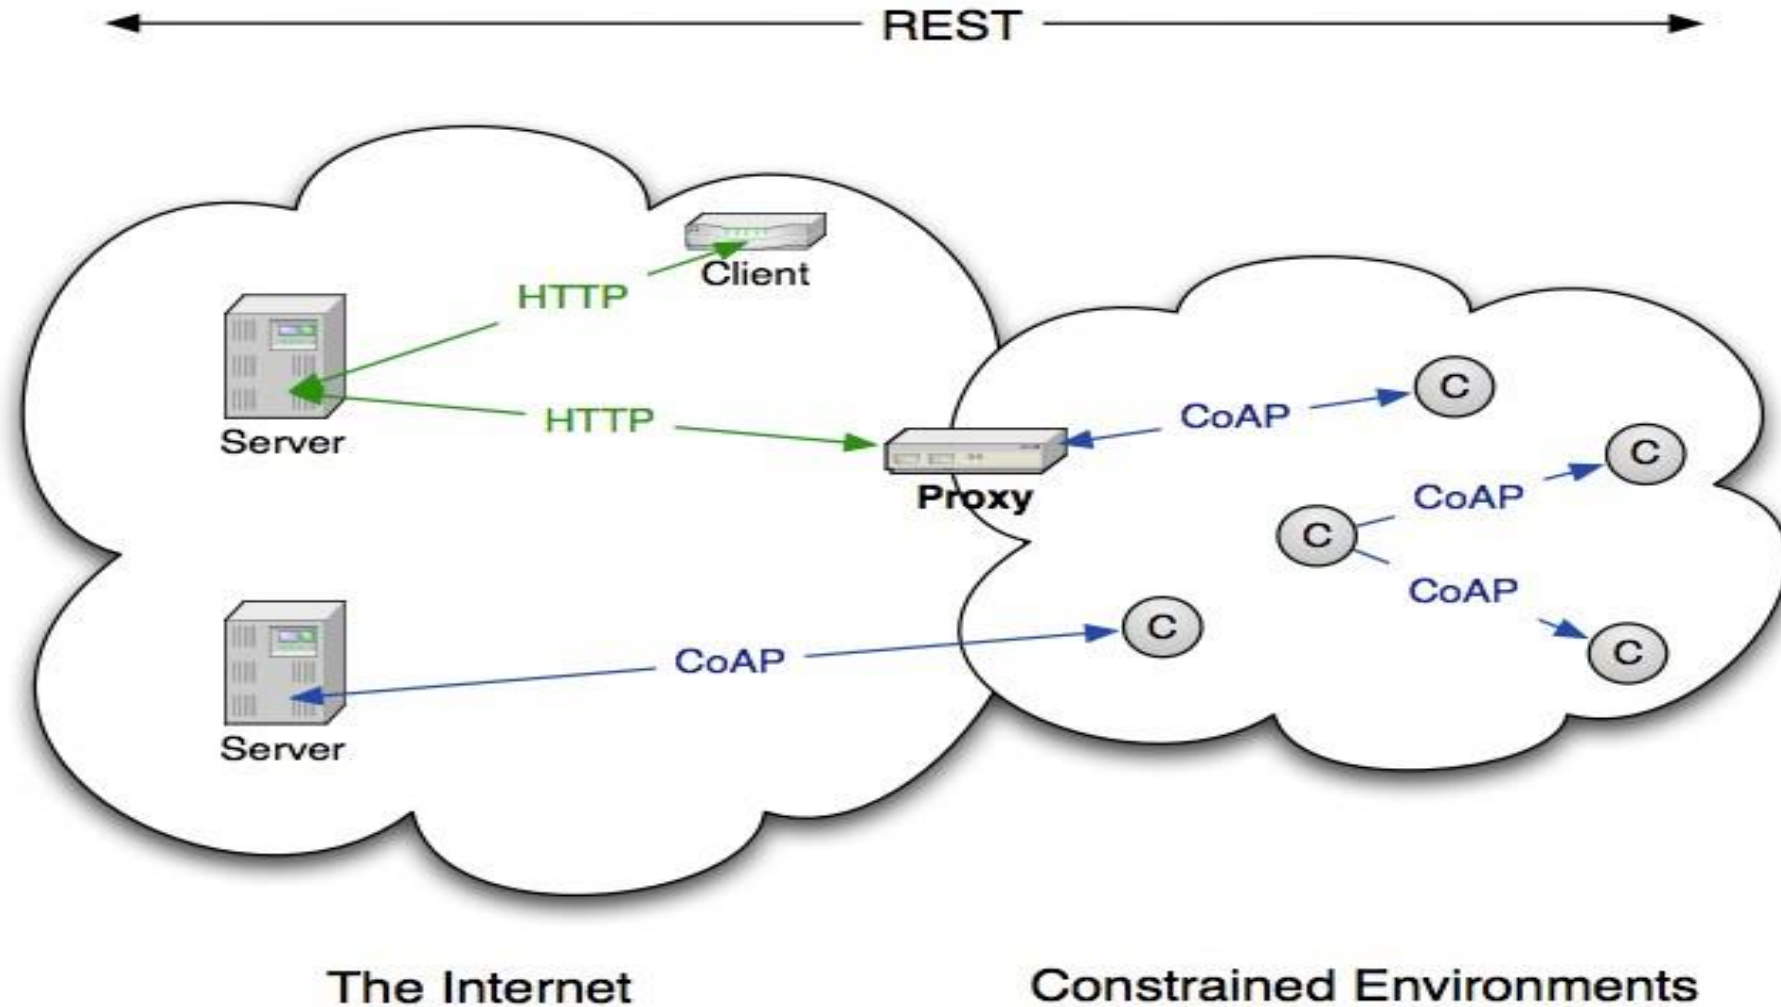 REST
Client
HTTP
Server
HTTP
Proxy
CoAP
C
C
CoAP
C
CoAP
C
C
CoAP
Server
The Internet
Constrained Environments